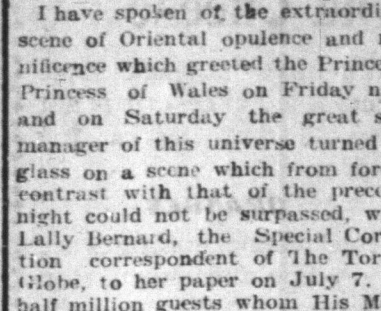 I have spoken of the extraordi
scene of Oriental opulence and
nificence which greeted the Prince
Princess of Wales on Friday n
and on Saturday the great s
manager of this universe turned
glass on a scene which from for
contrast with that of the prece
night could not be surpassed, w
Lally Bernard, the Special Cor
tion correspondent of The Tor
Globe, to her paper on July 7.
half million guests whom His M